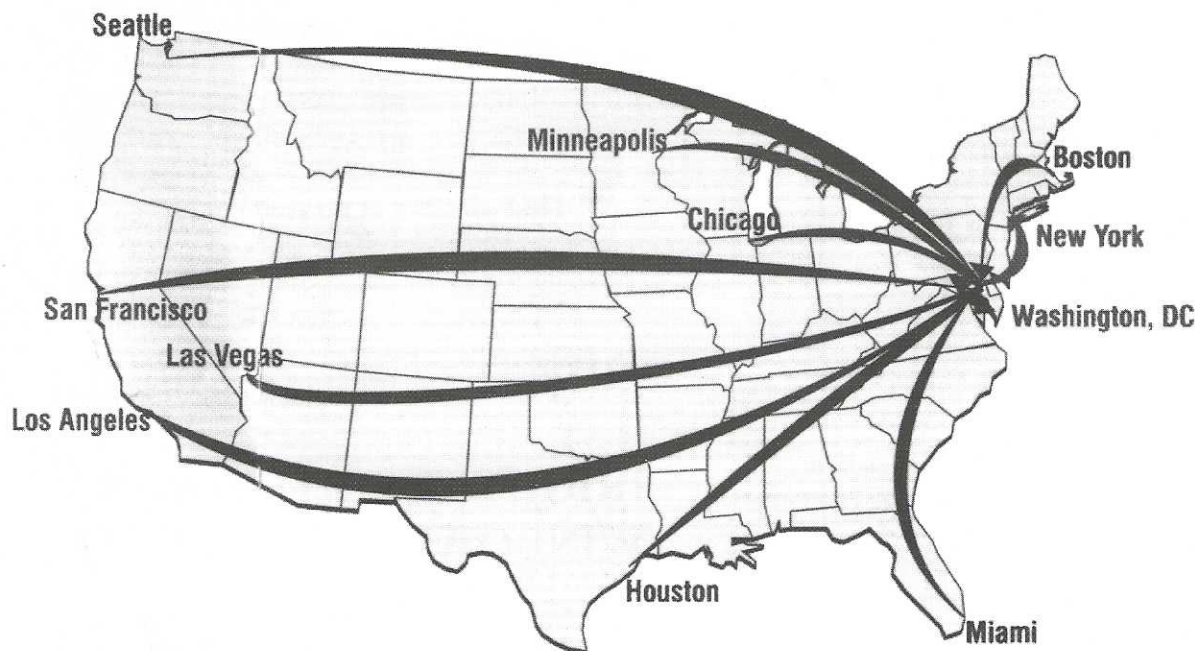 Seattle
Minneapolis
Boston
Chicago
New York
San Francisco
Washington, DC
Las Vegas
Los Angeles
Houston
Miami